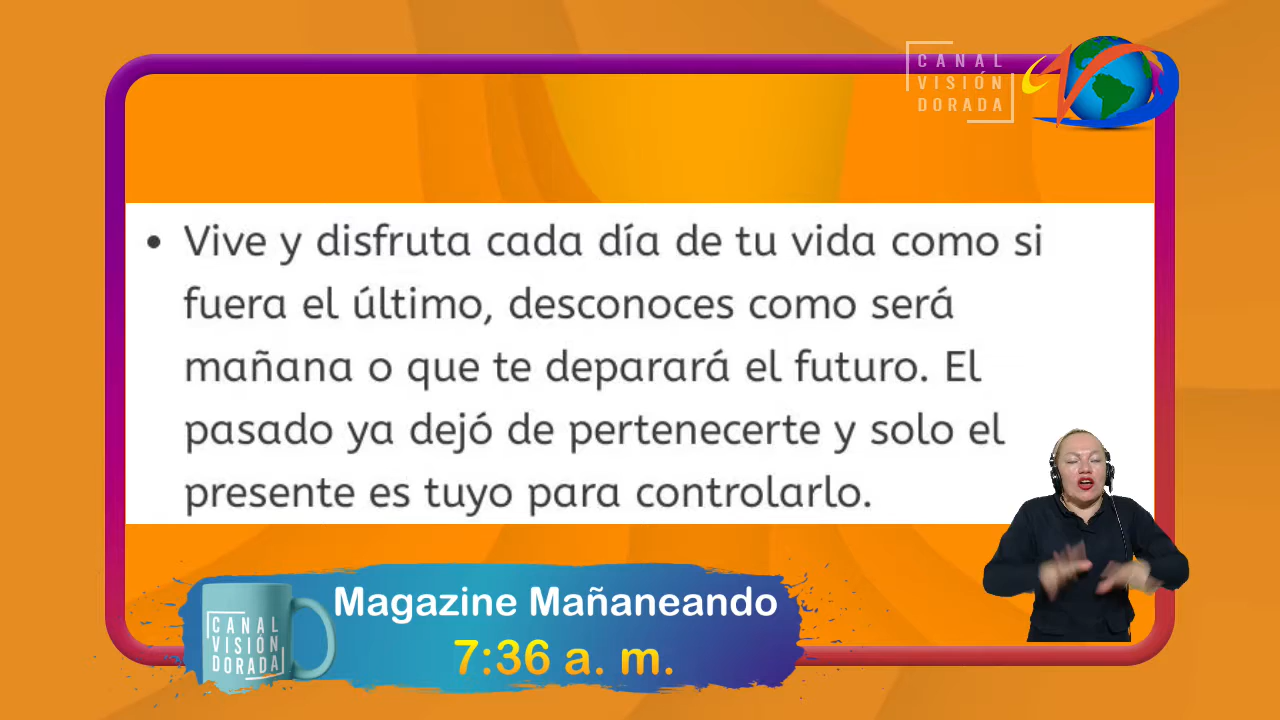 CANAL
VISIÓN
DORADA
• Vive y disfruta cada día de tu vida como si
fuera el último, desconoces como será
mañana o que te deparará el futuro. El
pasado ya dejó de pertenecerte y solo el
presente es tuyo para controlarlo.
Magazine Mañaneando
7:36 a. m.
CANAL
VISIÓN
DORADA